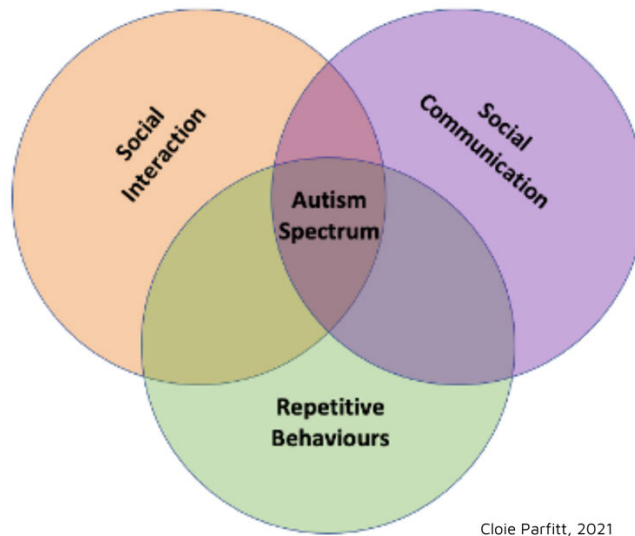 Social
Interaction
Social
Communication
Autism
Spectrum
Repetitive
Behaviours
Cloie Parfitt, 2021